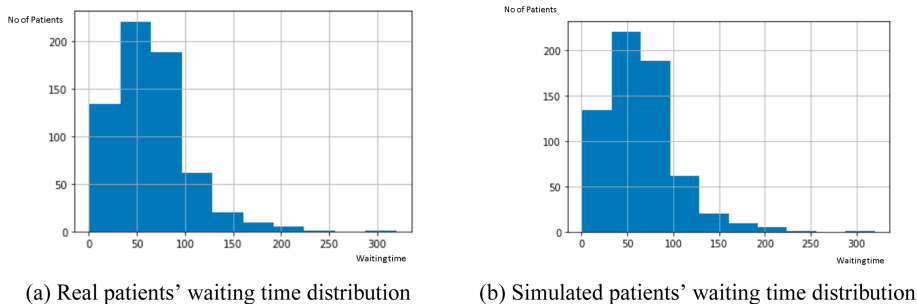 No of Patients
200
150
100
50
0
0 50 100 150 200 250 300
Waitingtime
(a) Real patients' waiting time distribution
No of Patients
200
150
100
50
0
0 50 100 150 200 250 300
Waitingtime
(b) Simulated patients' waiting time distribution